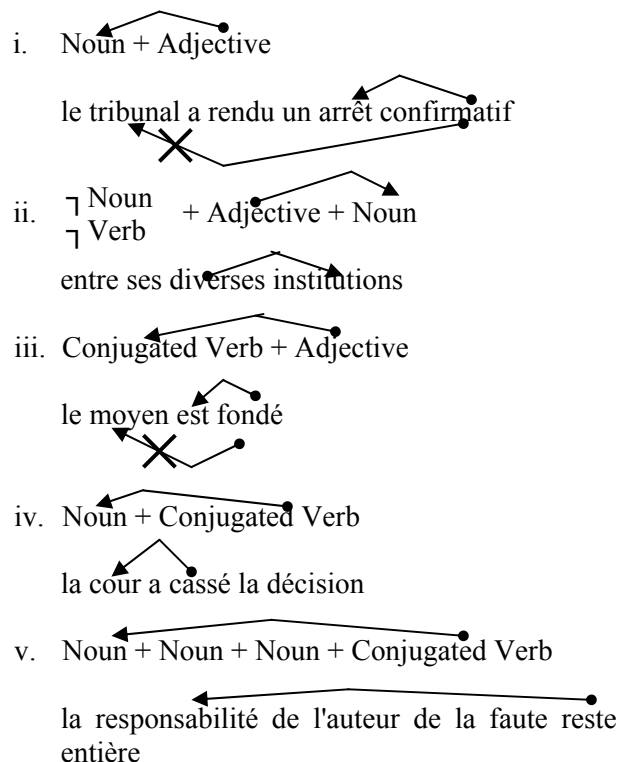 i. Noun + Adjective
le tribunal a rendu un arrêt confirmatif
ii. ┐Noun
┐Verb + Adjective + Noun
entre ses diverses institutions
iii. Conjugated Verb + Adjective
le moyen est fondé
iv. Noun + Conjugated Verb
la cour a cassé la décision
v. Noun + Noun + Noun + Conjugated Verb
la responsabilité de l'auteur de la faute reste
entière